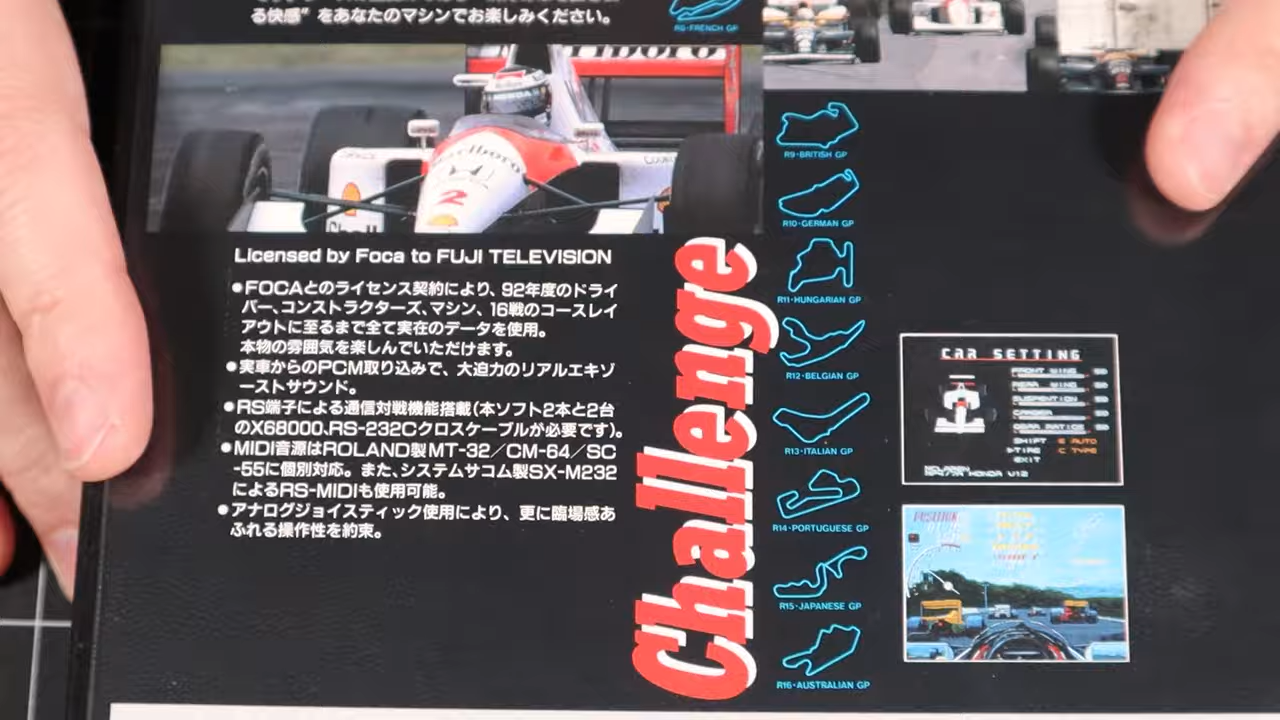 る快感”をあなたのマシンでお楽しみください。
R8・FRENCH GP
Marlboro
HONDA
Marlboro
2
Shell
Licensed by Foca to FUJI TELEVISION
●FOCAとのライセンス契約により、92年度のドライ
バー、コンストラクターズ、マシン、16戦のコースレイ
アウトに至るまで全て実在のデータを使用。
本物の雰囲気を楽しんでいただけます。
●実車からのPCM取り込みで、大迫力のリアルエキゾ
ーストサウンド。
●RS端子による通信対戦機能搭載(本ソフト2本と2台
のX68000、RS-232Cクロスケーブルが必要です)。
●MIDI音源はROLAND製MT-32／CM-64／SC
-55に個別対応。また、システムサコム製SX-M232
によるRS-MIDIも使用可能。
●アナログジョイスティック使用により、更に臨場感あ
ふれる操作性を約束。
Challenge
R9・BRITISH GP
R10・GERMAN GP
R11・HUNGARIAN GP
R12・BELGIAN GP
R13・ITALIAN GP
R14・PORTUGUESE GP
R15・JAPANESE GP
R16・AUSTRALIAN GP
CAR SETTING
FRONT WING
REAR WING
SUSPENTION
CAMBER
GEAR RATIOS
SHIFT E AUTO
▷TIRE C TYPE
EXIT
MCLAREN
MP4/7A HONDA V12
POSITION